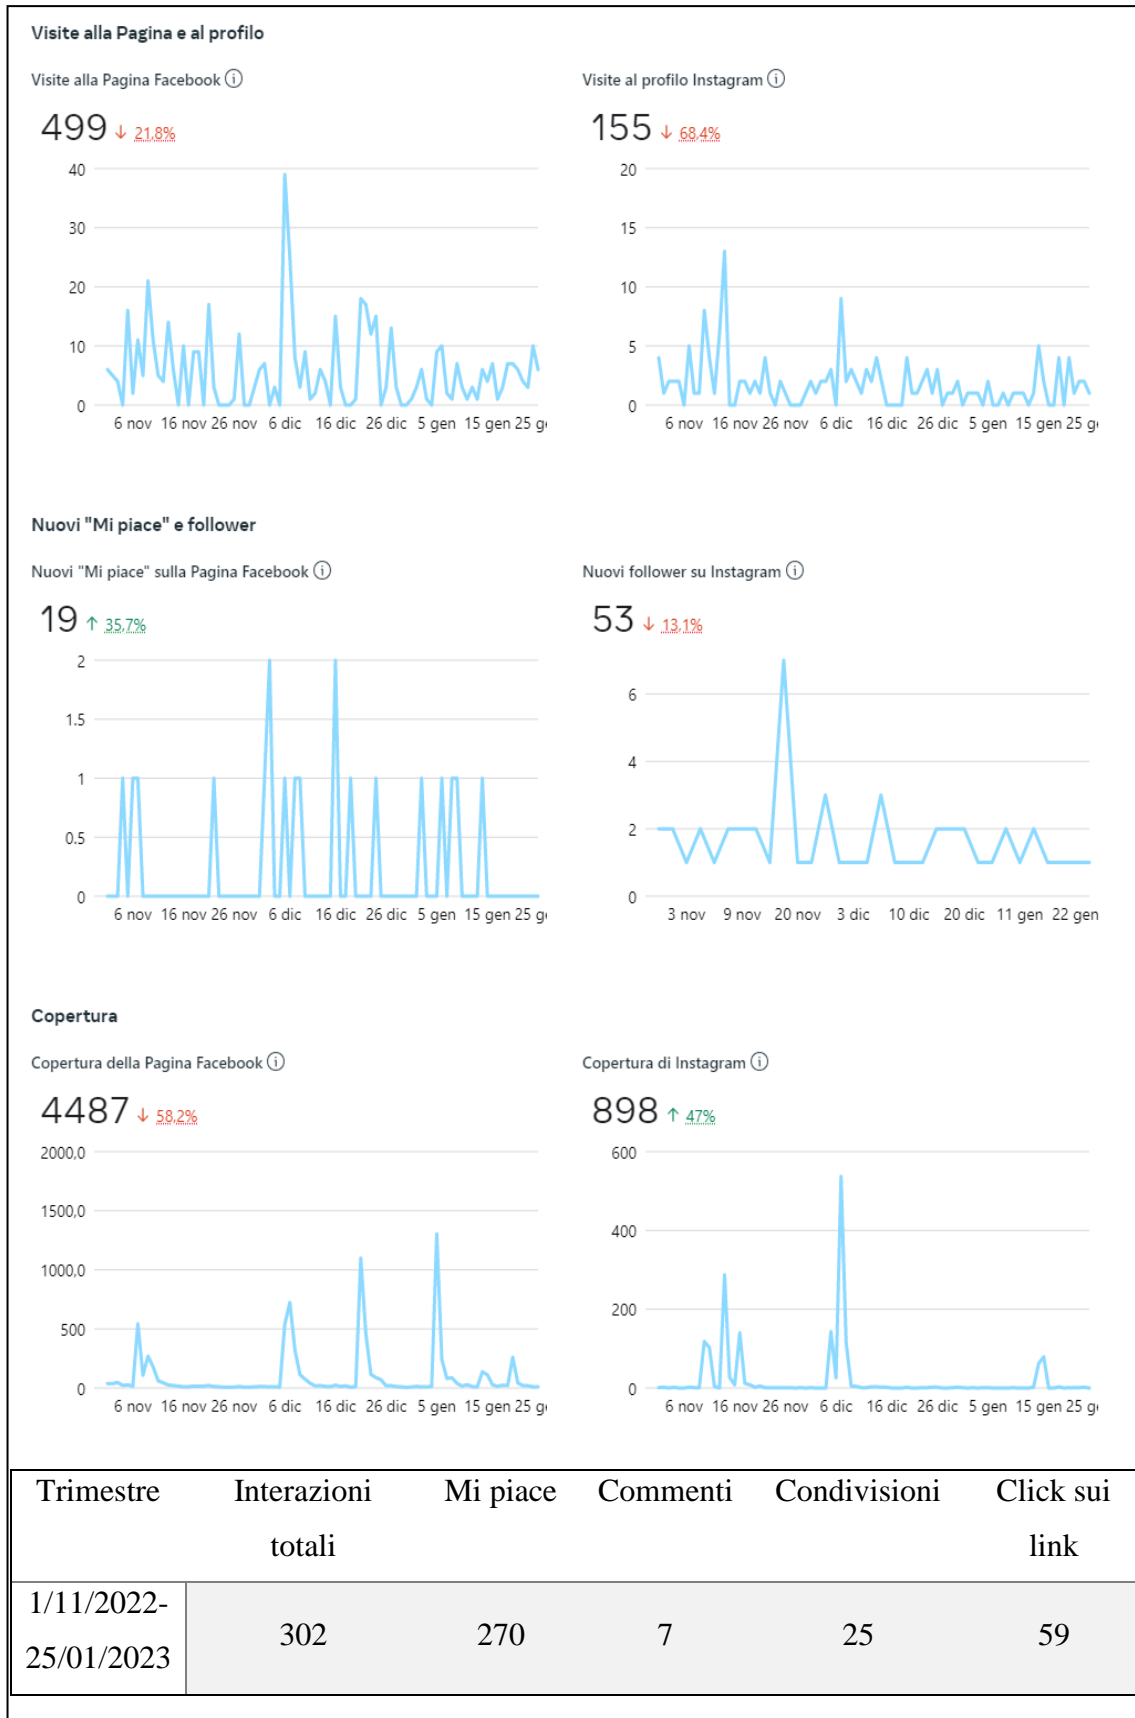 Visite alla Pagina e al profilo
Visite alla Pagina Facebook
499 ↓ 21,8%
40
30
20
10
0
6 nov 16 nov 26 nov 6 dic 16 dic 26 dic 5 gen 15 gen 25 g
Visite al profilo Instagram
155 ↓ 68,4%
20
15
10
5
0
6 nov 16 nov 26 nov 6 dic 16 dic 26 dic 5 gen 15 gen 25 g
Nuovi "Mi piace" e follower
Nuovi "Mi piace" sulla Pagina Facebook
19 ↑ 35,7%
2
1.5
1
0.5
0
6 nov 16 nov 26 nov 6 dic 16 dic 26 dic 5 gen 15 gen 25 g
Nuovi follower su Instagram
53 ↓ 13,1%
6
4
2
0
3 nov 9 nov 20 nov 3 dic 10 dic 20 dic 11 gen 22 gen
Copertura
Copertura della Pagina Facebook
4487 ↓ 58,2%
2000,0
1500,0
1000,0
500
0
6 nov 16 nov 26 nov 6 dic 16 dic 26 dic 5 gen 15 gen 25 g
Copertura di Instagram
898 ↑ 47%
600
400
200
0
6 nov 16 nov 26 nov 6 dic 16 dic 26 dic 5 gen 15 gen 25 g
Trimestre Interazioni totali Mi piace Commenti Condivisioni Click sui link
1/11/2022-25/01/2023 302 270 7 25 59